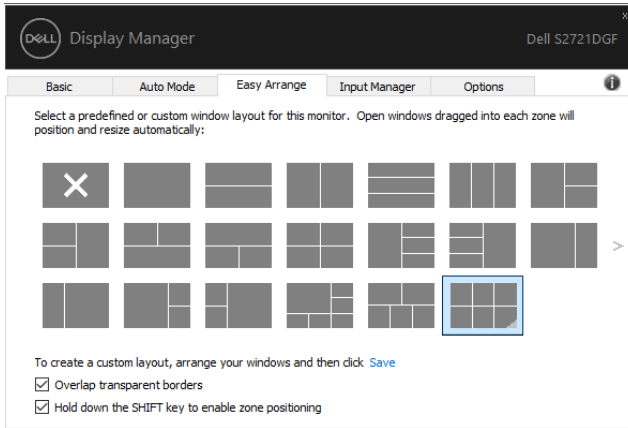 DELL Display Manager
Dell S2721DGF
Basic Auto Mode Easy Arrange Input Manager Options
Select a predefined or custom window layout for this monitor. Open windows dragged into each zone will
position and resize automatically:
To create a custom layout, arrange your windows and then click Save
Overlap transparent borders
Hold down the SHIFT key to enable zone positioning